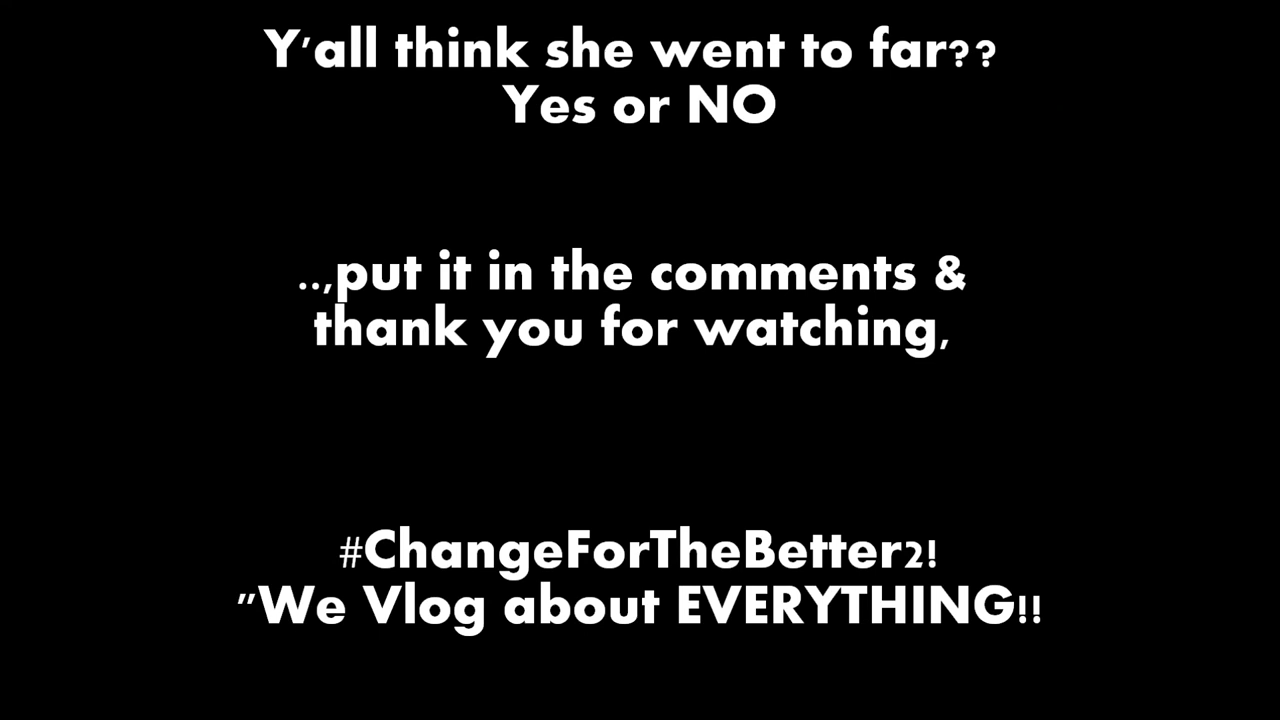 Y'all think she went to far??
Yes or NO
..,put it in the comments &
thank you for watching,
#ChangeForTheBetter2!
"We Vlog about EVERYTHING!!